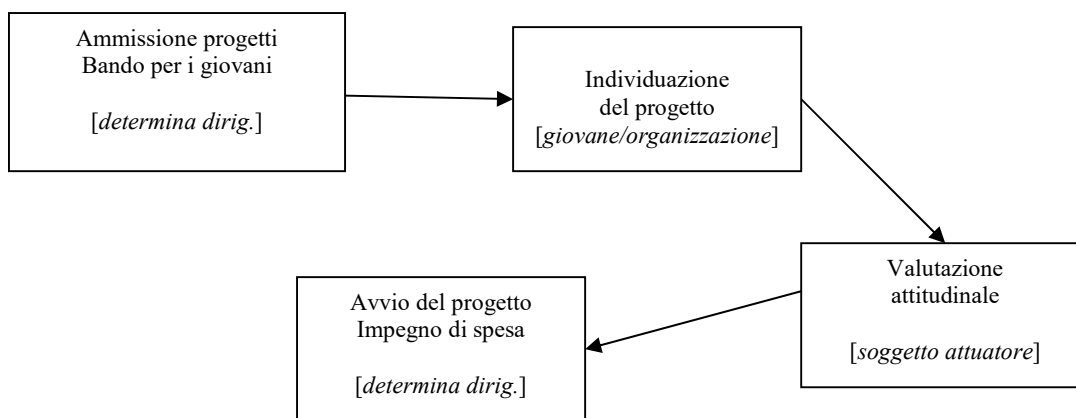 Ammissione progetti
Bando per i giovani
[determina dirig.]
Individuazione
del progetto
[giovane/organizzazione]
Valutazione
attitudinale
[soggetto attuatore]
Avvio del progetto
Impegno di spesa
[determina dirig.]